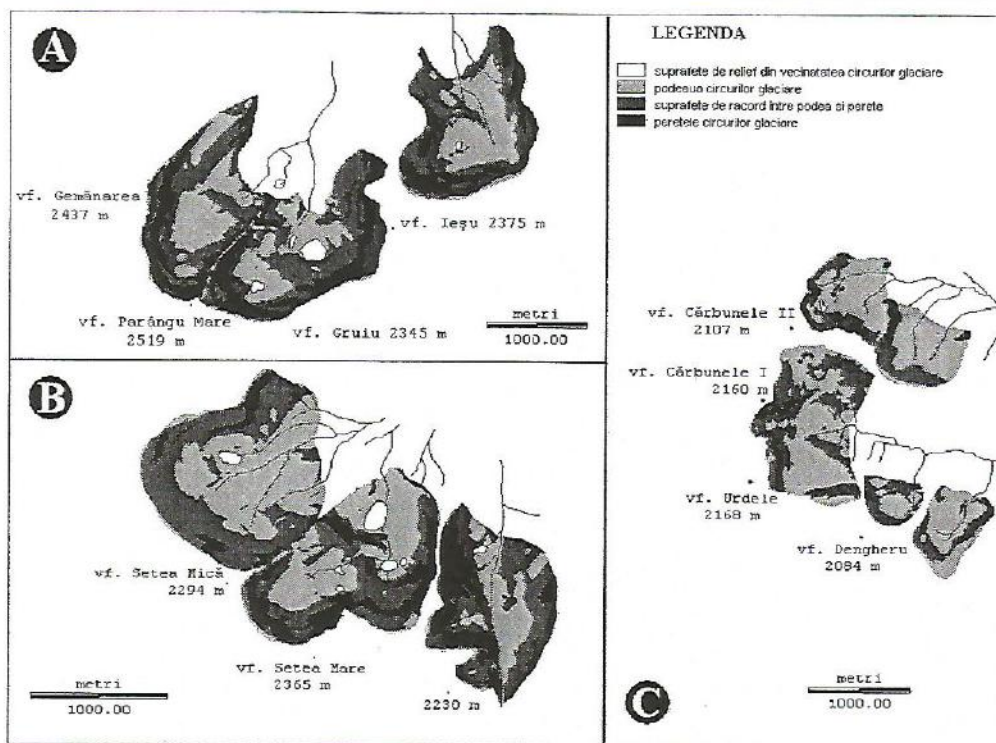 A
vf. Gemănarea
2437 m
vf. Ieşu 2375 m
vf. Parângu Mare
2519 m
vf. Gruiu 2345 m
metri
1000.00
B
vf. Setea Mică
2294 m
vf. Setea Mare
2365 m
2230 m
metri
1000.00
LEGENDA
suprafete de relief din vecinatatea circurilor glaciare
podeaua circurilor glaciare
suprafete de racord intre podea si perete
peretele circurilor glaciare
vf. Cărbunele II
2107 m
vf. Cărbunele I
2160 m
vf. Urdele
2168 m
vf. Dengheru
2084 m
metri
1000.00
C